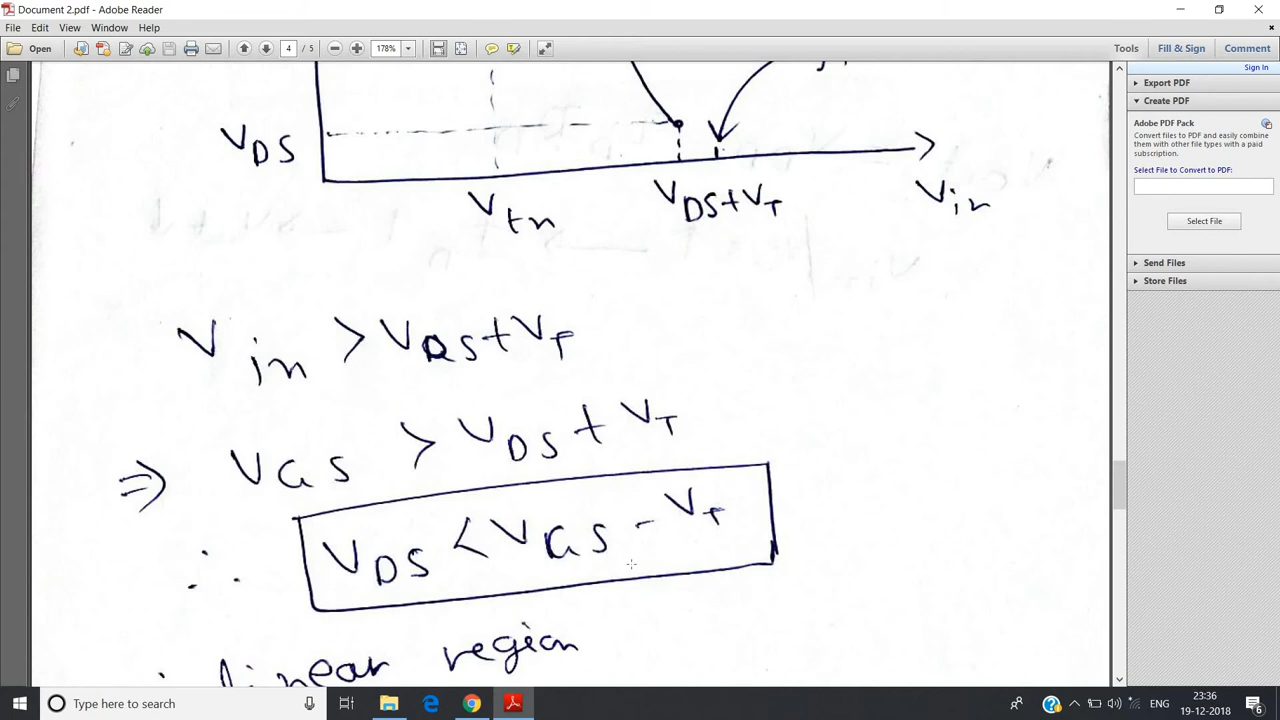 Document 2.pdf - Adobe Reader
File Edit View Window Help
Open 4 / 5 178% Tools Fill & Sign Comment
Sign In
Export PDF
Create PDF
Adobe PDF Pack
Convert files to PDF and easily combine
them with other file types with a paid
subscription.
Select File to Convert to PDF:
Select File
Send Files
Store Files
VDS
Vtn
VDS+VT
Vin
Vin > VDS+VT
⇒ VGS > VDS + VT
∴ VDS < VGS - VT
linear region
Type here to search
ENG
23:36
19-12-2018
6